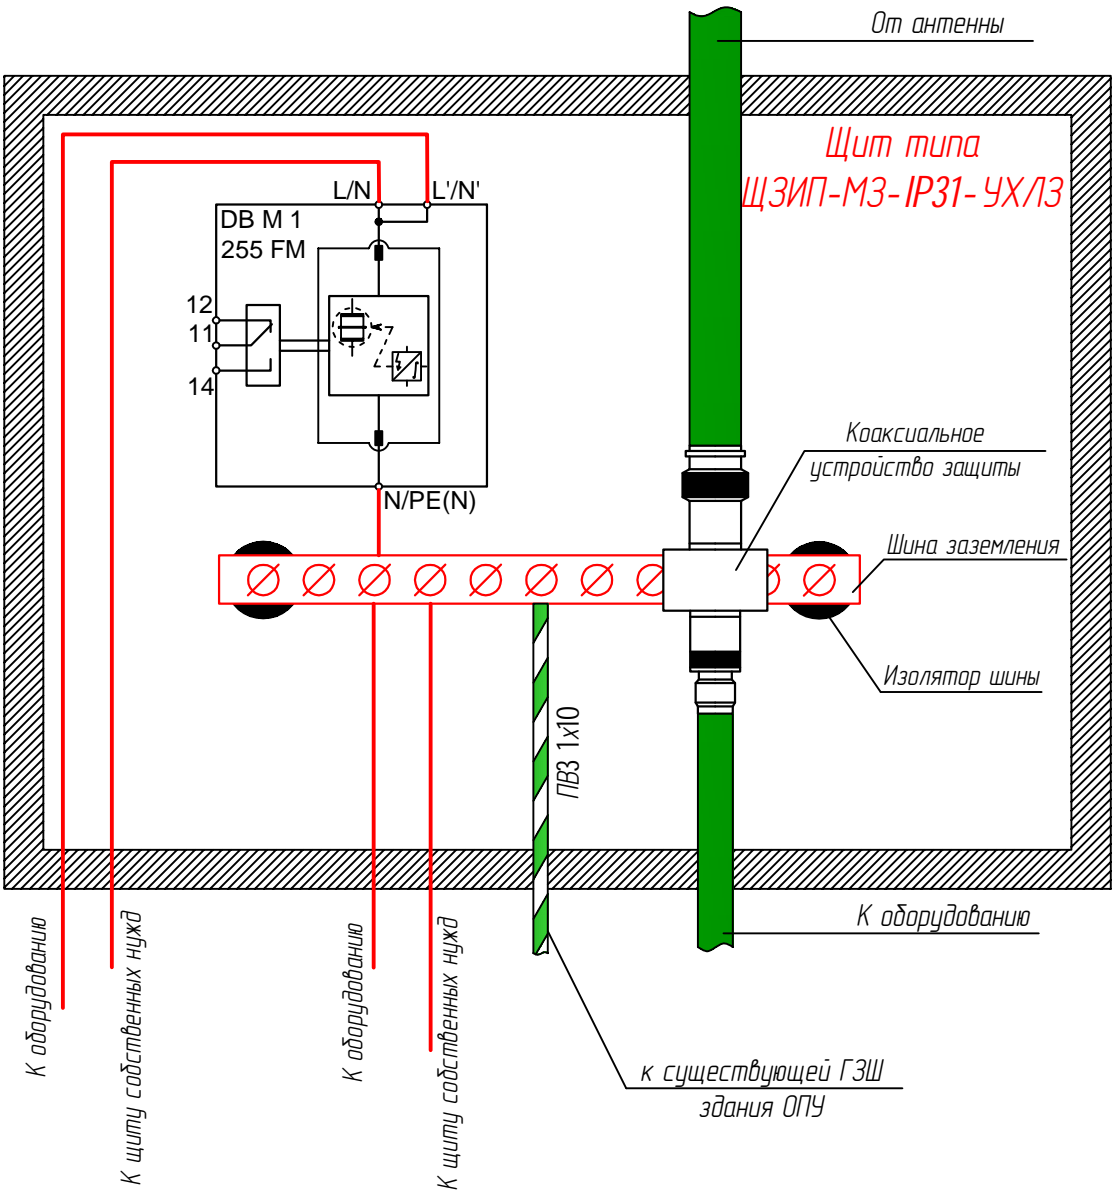 От антенны
Щит типа
ЩЗИП-МЗ-IP31-УХЛ3
L/N
L'/N'
DB M 1
255 FM
12
11
14
N/PE(N)
Коаксиальное
устройство защиты
Шина заземления
Изолятор шины
ПВ3 1х10
К оборудованию
К оборудованию
К щиту собственных нужд
К оборудованию
К щиту собственных нужд
к существующей ГЗШ
здания ОПУ